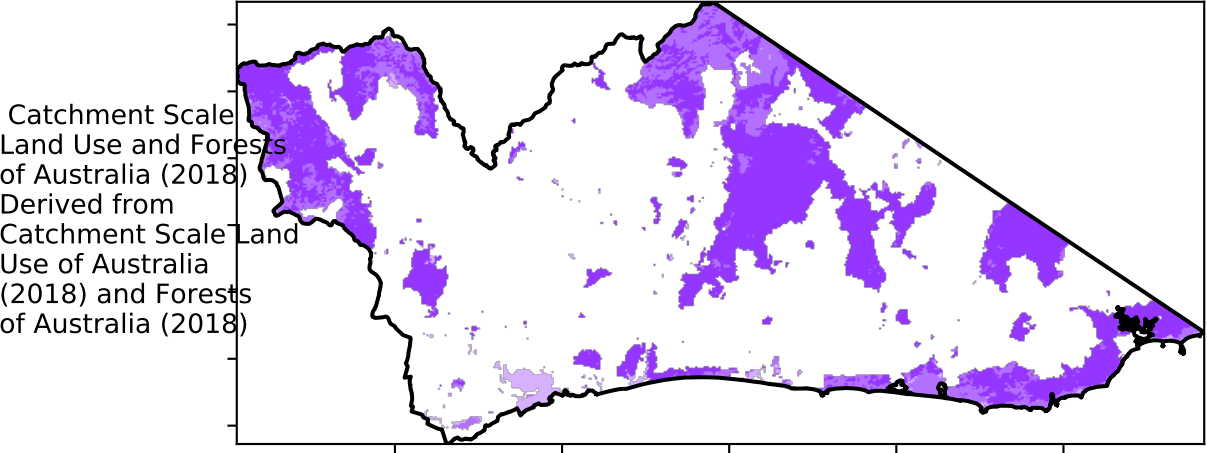 Catchment Scale
Land Use and Forests
of Australia (2018)
Derived from
Catchment Scale Land
Use of Australia
(2018) and Forests
of Australia (2018)